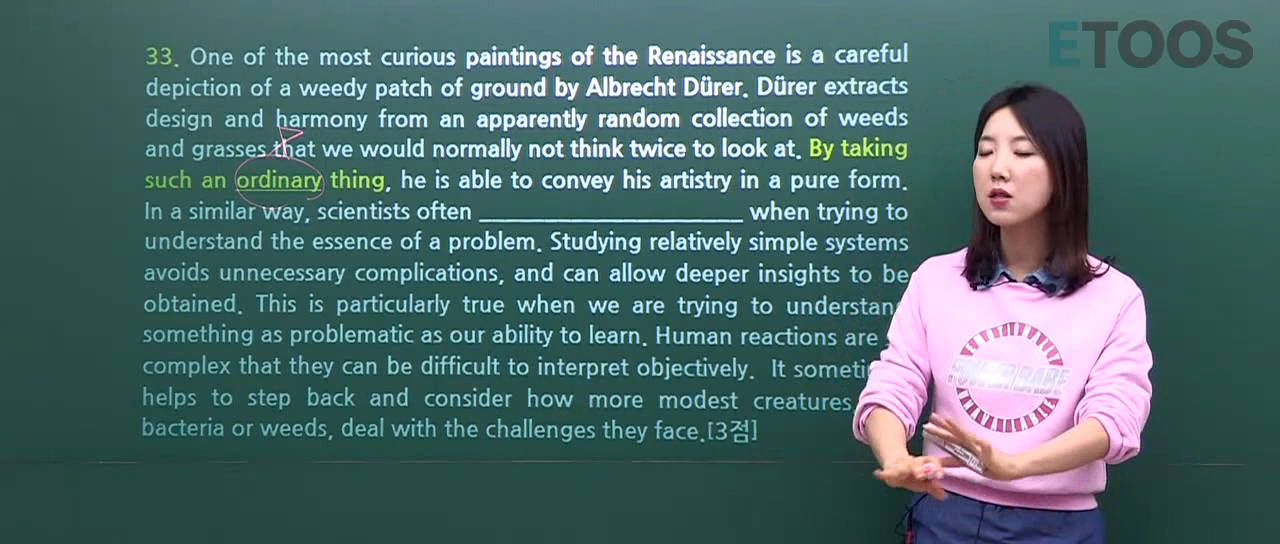 ETOOS
33. One of the most curious paintings of the Renaissance is a careful
depiction of a weedy patch of ground by Albrecht Dürer. Dürer extracts
design and harmony from an apparently random collection of weeds
and grasses that we would normally not think twice to look at. By taking
such an ordinary thing, he is able to convey his artistry in a pure form.
In a similar way, scientists often ____________________ when trying to
understand the essence of a problem. Studying relatively simple systems
avoids unnecessary complications, and can allow deeper insights to be
obtained. This is particularly true when we are trying to understan
something as problematic as our ability to learn. Human reactions are
complex that they can be difficult to interpret objectively. It someti
helps to step back and consider how more modest creatures,
bacteria or weeds, deal with the challenges they face.[3점]